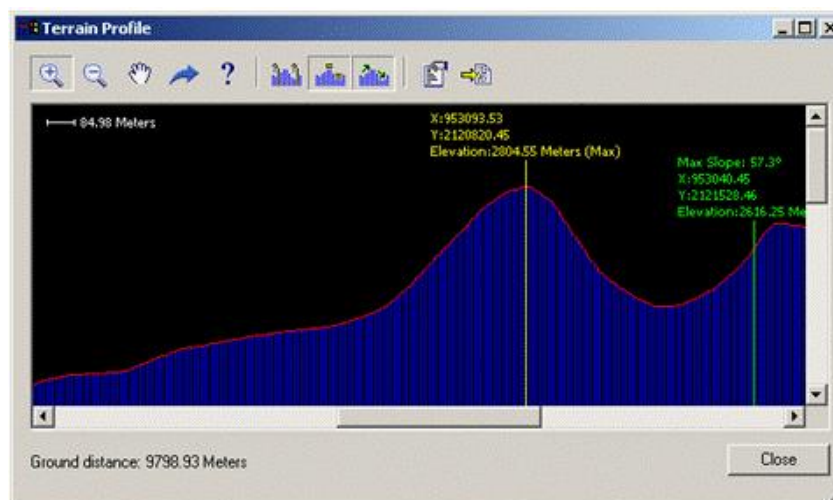 Terrain Profile
?
84.98 Meters
X:953093.53
Y:2120820.45
Elevation:2804.55 Meters (Max)
Max Slope: 57.3º
X:953040.45
Y:2121528.46
Elevation:2616.25 Me
Ground distance: 9798.93 Meters
Close